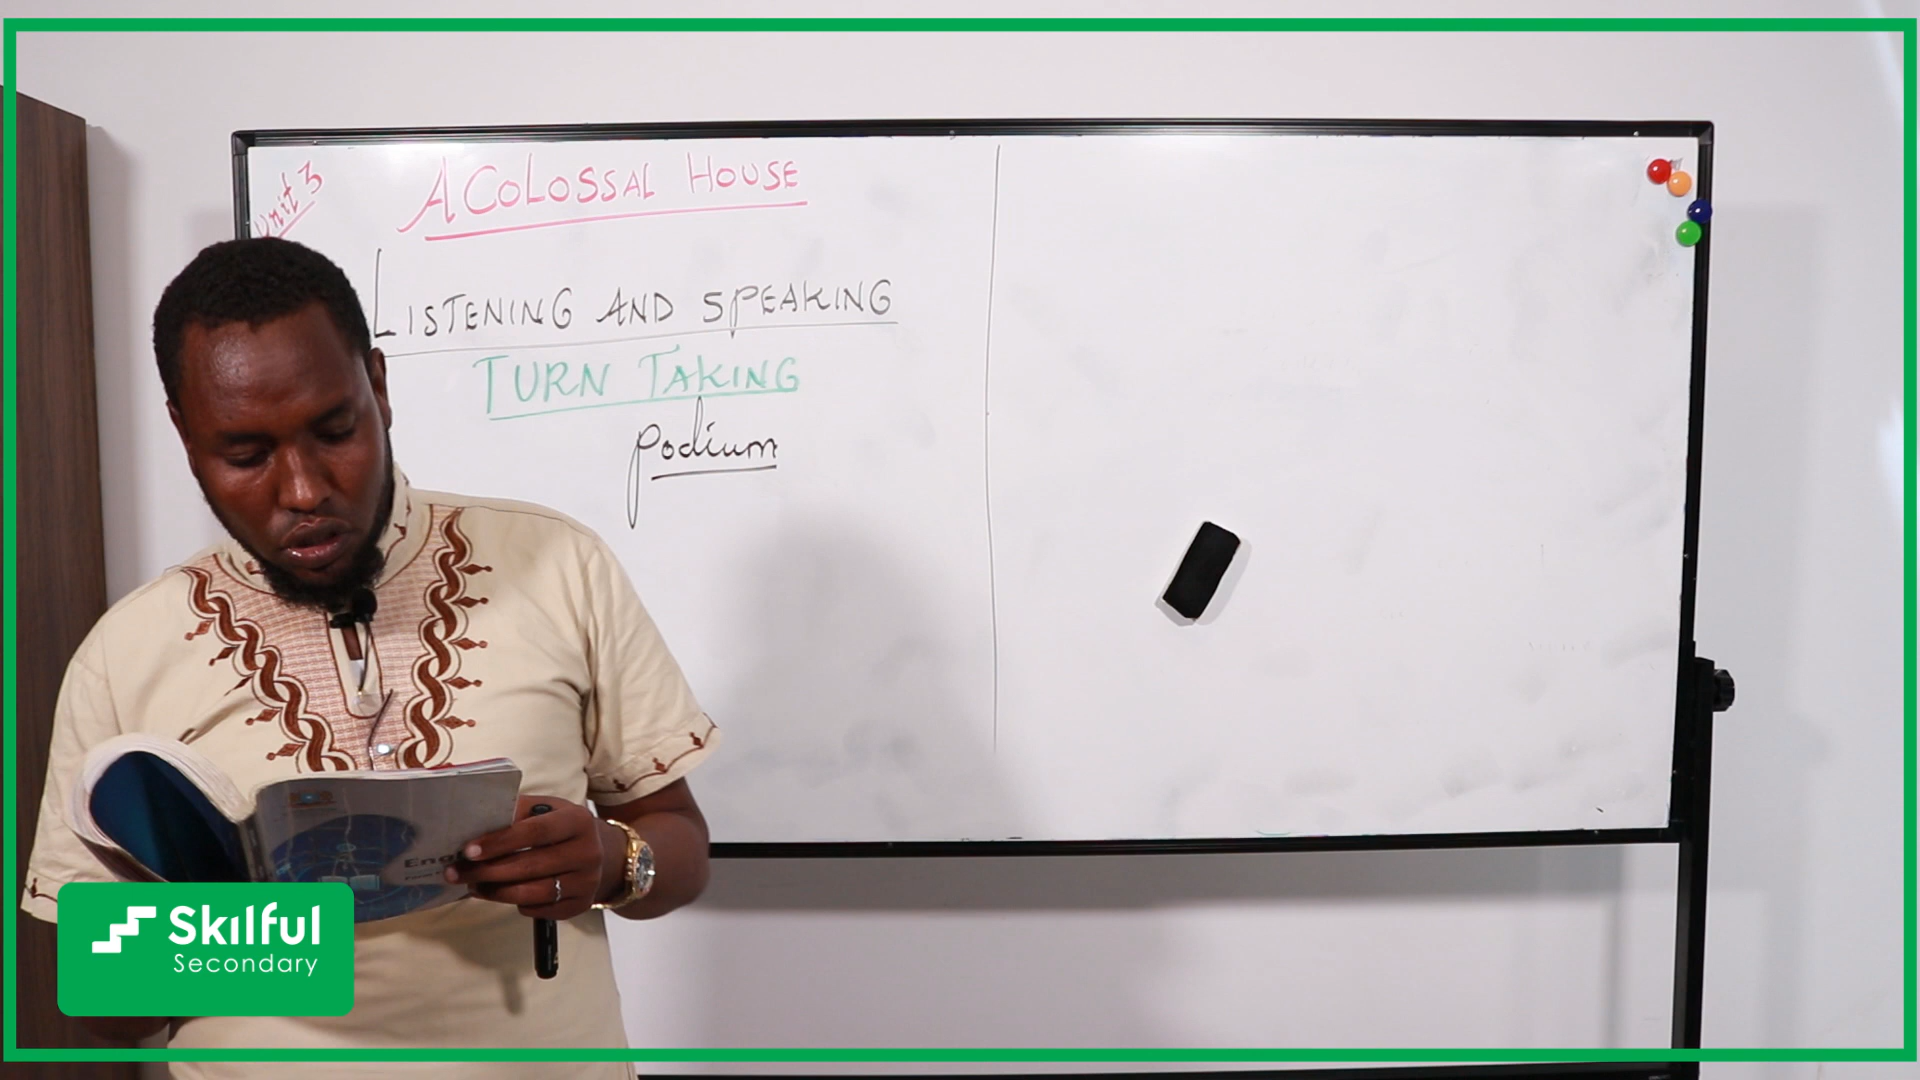 Unit 3
A COLOSSAL HOUSE
LISTENING AND SPEAKING
TURN TAKING
podium
Skilful
Secondary